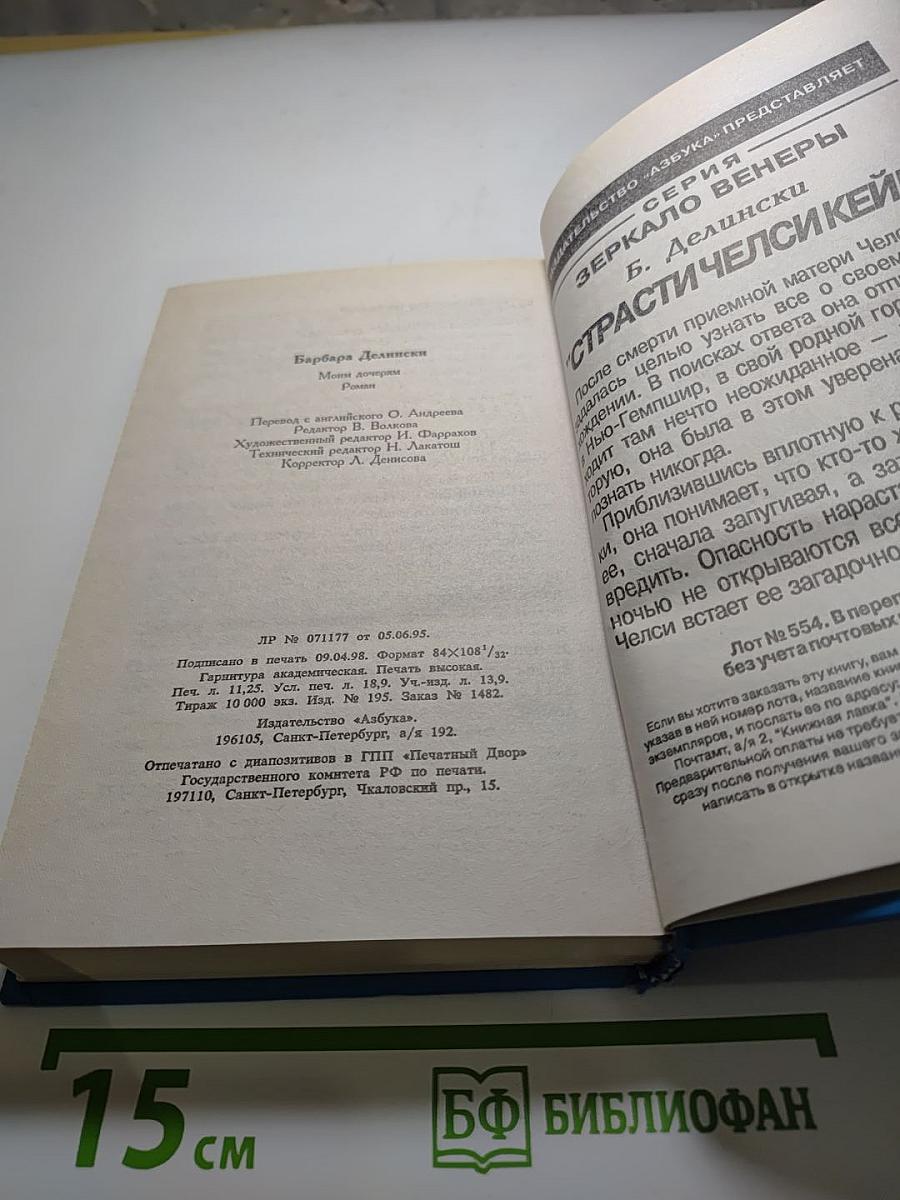 Барбара Делински
Моим дочерям
Роман
Перевод с английского О. Андреева
Редактор В. Волкова
Художественный редактор И. Фаррахов
Технический редактор Н. Лакатош
Корректор Л. Денисова
ЛР № 071177 от 05.06.95.
Подписано в печать 09.04.98. Формат 84×108 1/32.
Гарнитура академическая. Печать высокая.
Печ. л. 11,25. Усл. печ. л. 18,9. Уч.-изд. л. 13,9.
Тираж 10 000 экз. Изд. № 195. Заказ № 1482.
Издательство «Азбука».
196105, Санкт-Петербург, а/я 192.
Отпечатано с диапозитивов в ГПП «Печатный Двор»
Государственного комитета РФ по печати.
197110, Санкт-Петербург, Чкаловский пр., 15.
«АЗБУКА» ПРЕДСТАВЛЯЕТ
СЕРИЯ
ЗЕРКАЛО ВЕНЕРЫ
Б. Делински
"СТРАСТИ ЧЕЛСИ КЕЙ
После смерти приемной матери Челс
задалась целью узнать все о своем
рождении. В поисках ответа она отп
в Нью-Гемпшир, в свой родной гор
ходит там нечто неожиданное —
торую, она была в этом уверена
познать никогда.
Приблизившись вплотную к р
ки, она понимает, что кто-то х
ее, сначала запугивая, а зат
вредить. Опасность нараст
ночью не открываются все
Челси встает ее загадочно
Лот № 554. В переп
без учета почтовых
Если вы хотите заказать эту книгу, вам
указав в ней номер лота, название кни
экземпляров, и послать ее по адресу:
Почтамт, а/я 2, "Книжная лавка".
Предварительной оплаты не требует
сразу после получения вашего за
написать в открытке назван
15 см
БФ БИБЛИОФАН